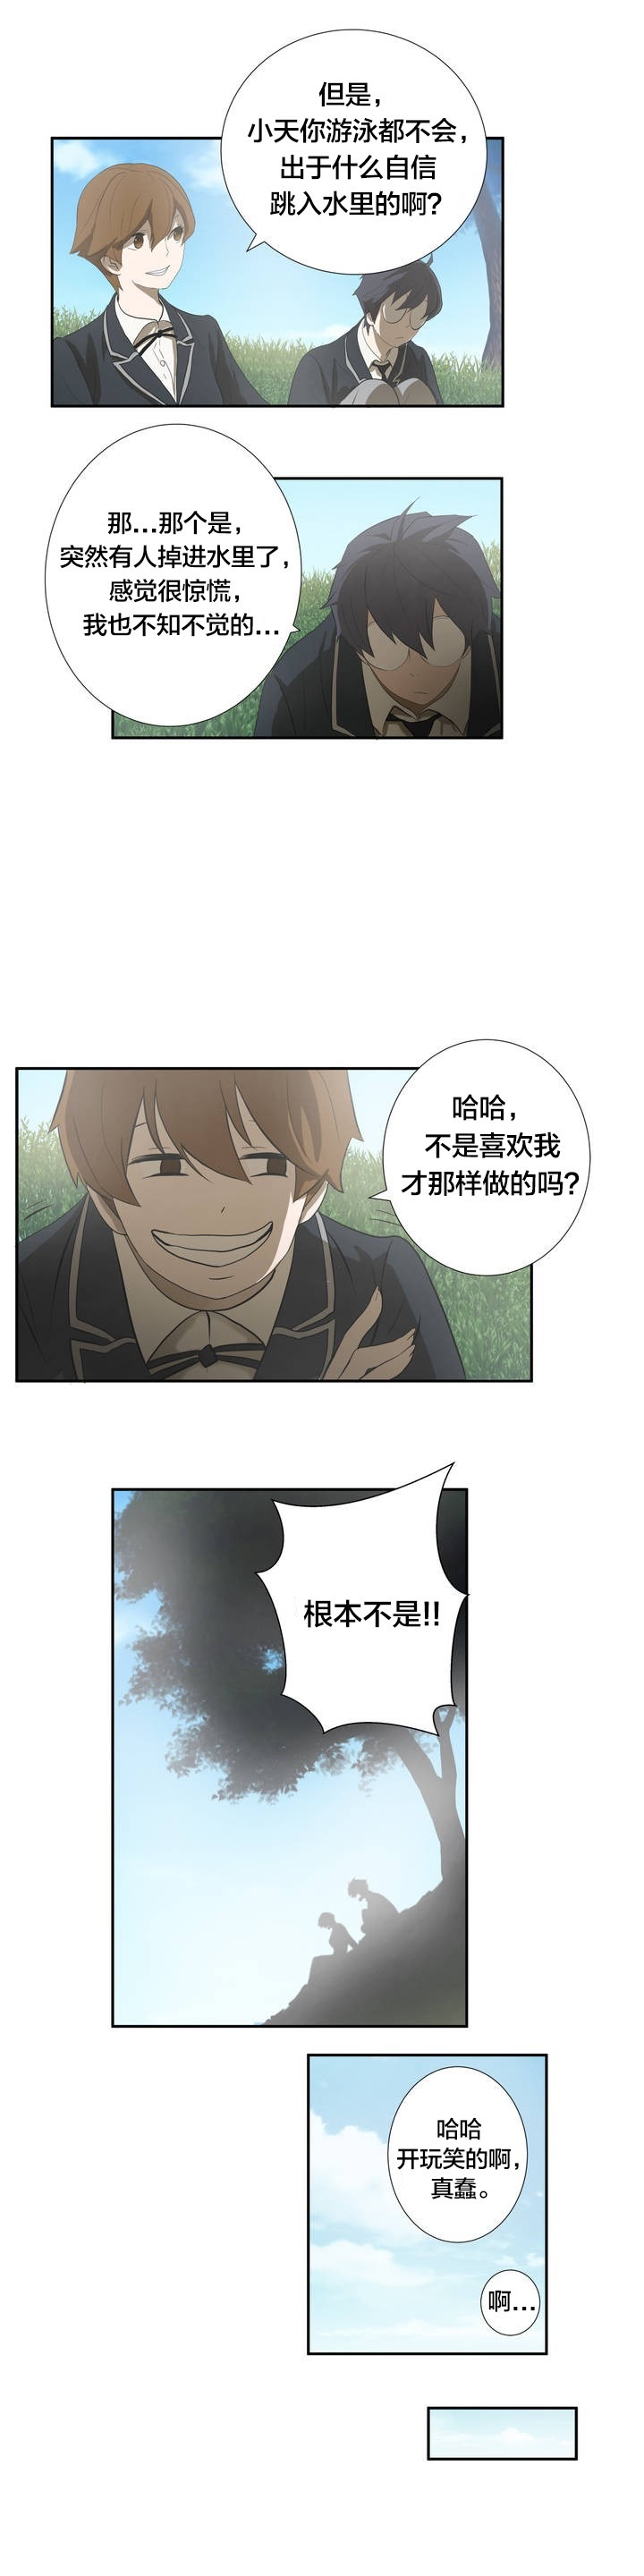 但是，
小天你游泳都不会，
出于什么自信
跳入水里的啊？
那…那个是，
突然有人掉进水里了，
感觉很惊慌，
我也不知不觉的…
哈哈，
不是喜欢我
才那样做的吗？
根本不是!!
哈哈
开玩笑的啊，
真蠢。
啊…